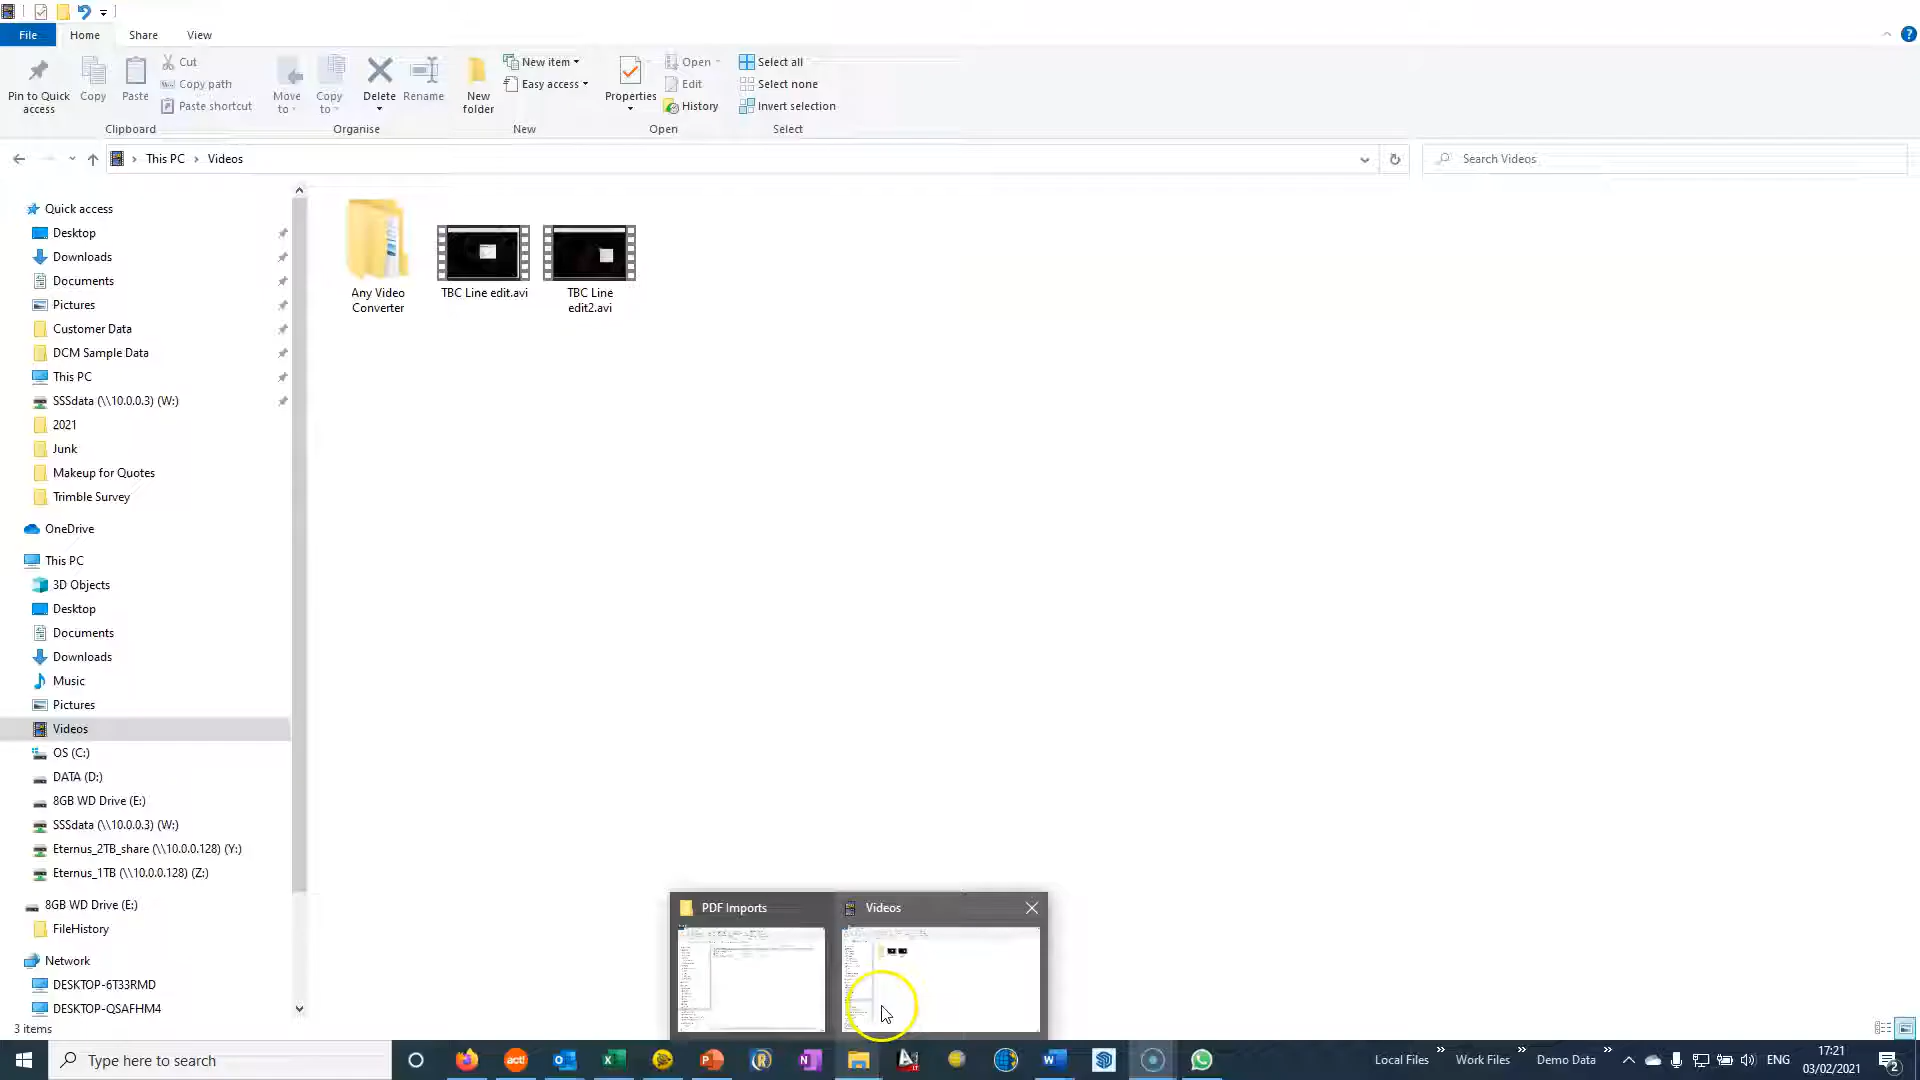 File Home Share View
Pin to Quick access
Copy
Paste
Cut
Copy path
Paste shortcut
Clipboard
Move to
Copy to
Delete
Rename
Organise
New folder
New item
Easy access
New
Properties
Open
Edit
History
Open
Select all
Select none
Invert selection
Select
This PC > Videos
Search Videos
Quick access
Desktop
Downloads
Documents
Pictures
Customer Data
DCM Sample Data
This PC
SSSdata (\\10.0.0.3) (W:)
2021
Junk
Makeup for Quotes
Trimble Survey
OneDrive
This PC
3D Objects
Desktop
Documents
Downloads
Music
Pictures
Videos
OS (C:)
DATA (D:)
8GB WD Drive (E:)
SSSdata (\\10.0.0.3) (W:)
Eternus_2TB_share (\\10.0.0.128) (Y:)
Eternus_1TB (\\10.0.0.128) (Z:)
8GB WD Drive (E:)
FileHistory
Network
DESKTOP-6T33RMD
DESKTOP-QSAFHM4
3 items
Any Video
Converter
TBC Line edit.avi
TBC Line
edit2.avi
PDF Imports
Videos
Type here to search
act!
Local Files
Work Files
Demo Data
ENG
17:21
03/02/2021
2